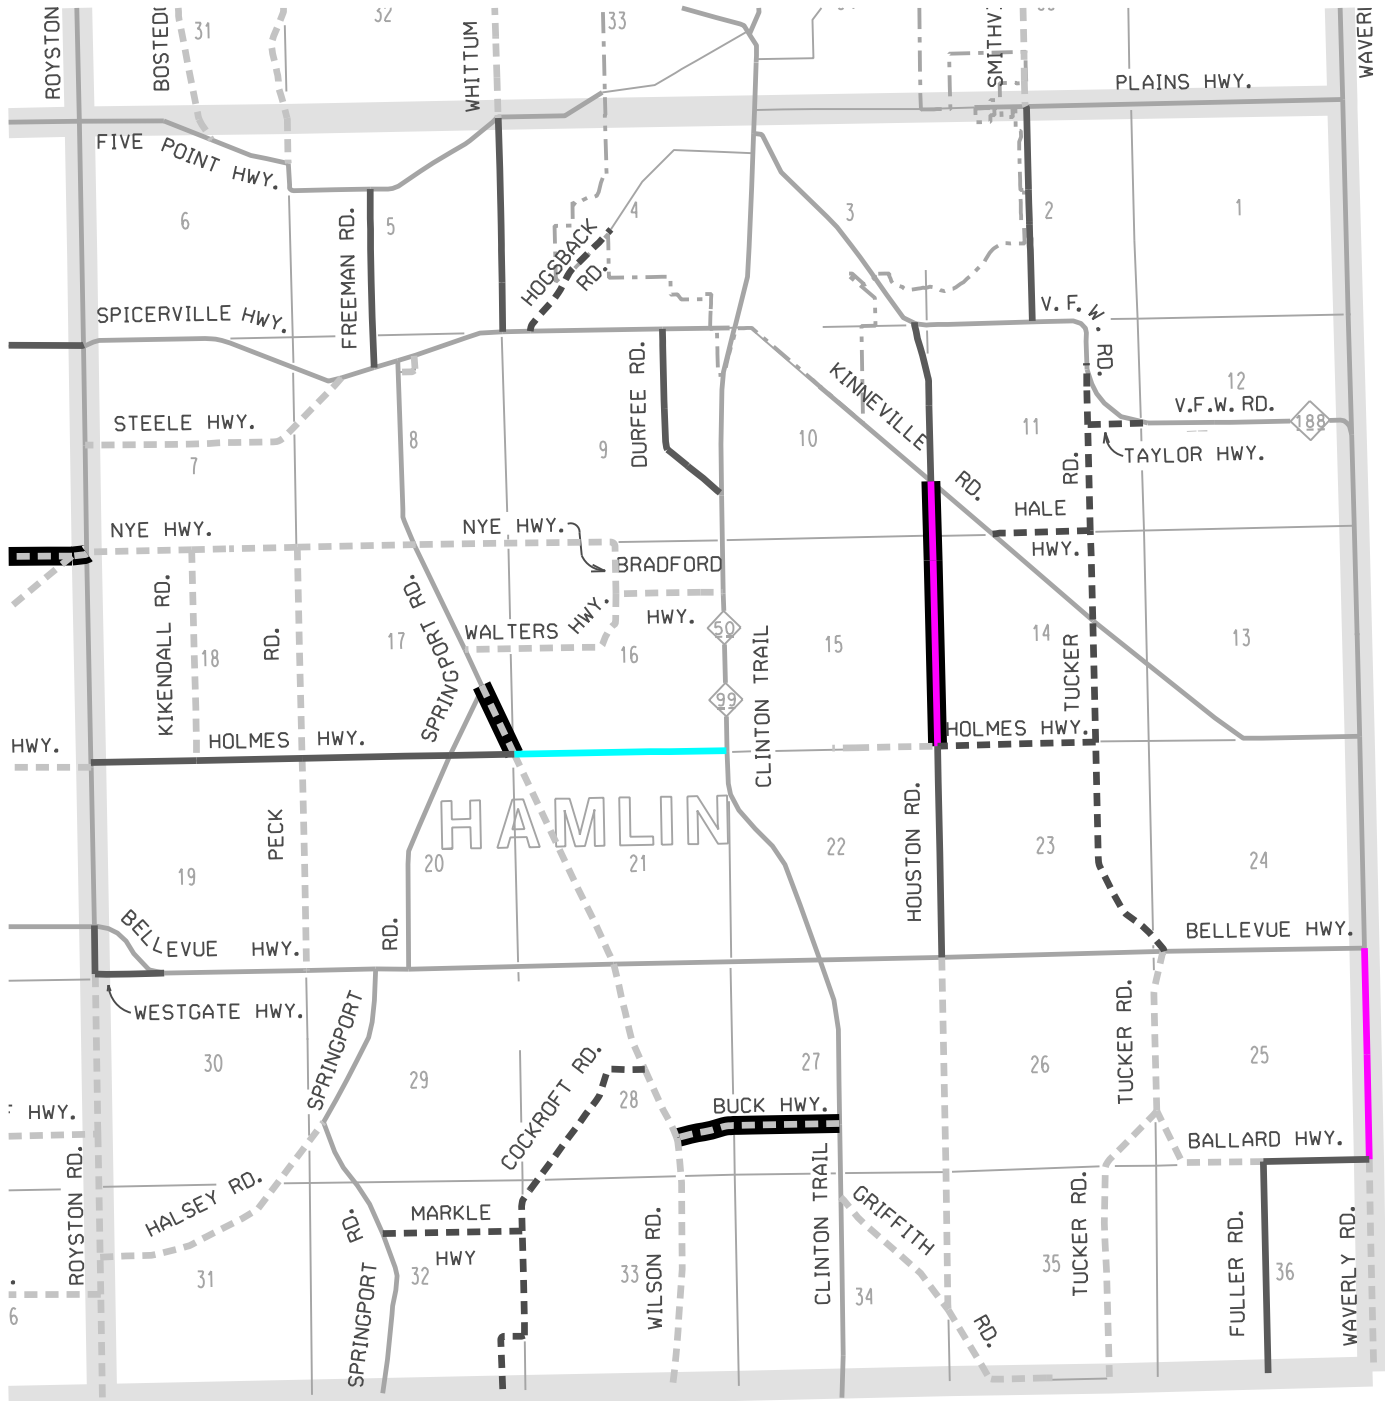 ROYSTON
BOSTED
31
32
WHITTUM
33
SMITHV
WAVERL
PLAINS HWY.
FIVE POINT HWY.
6
5
4
3
2
1
FREEMAN RD.
HOGSBACK RD.
SPICERVILLE HWY.
V.F.W. RD.
DURFEE RD.
KINNEVILLE RD.
12
V.F.W. RD.
188
STEELE HWY.
7
8
9
10
11
TAYLOR HWY.
RD.
HALE HWY.
NYE HWY.
NYE HWY.
BRADFORD HWY.
KIKENDALL RD.
18
RD.
17
SPRINGPORT RD.
WALTERS HWY.
16
50
99
CLINTON TRAIL
15
14
TUCKER
13
HWY.
HOLMES HWY.
HOLMES HWY.
HAMLIN
PECK
19
20
21
22
HOUSTON RD.
23
24
BELLEVUE HWY.
RD.
BELLEVUE HWY.
WESTGATE HWY.
30
SPRINGPORT
29
COCKROFT RD.
28
27
26
TUCKER RD.
25
HWY.
BUCK HWY.
BALLARD HWY.
ROYSTON RD.
HALSEY RD.
RD.
MARKLE HWY
CLINTON TRAIL
GRIFFITH RD.
TUCKER RD.
31
32
33
WILSON RD.
34
35
FULLER RD.
36
WAVERLY RD.
6
SPRINGPORT